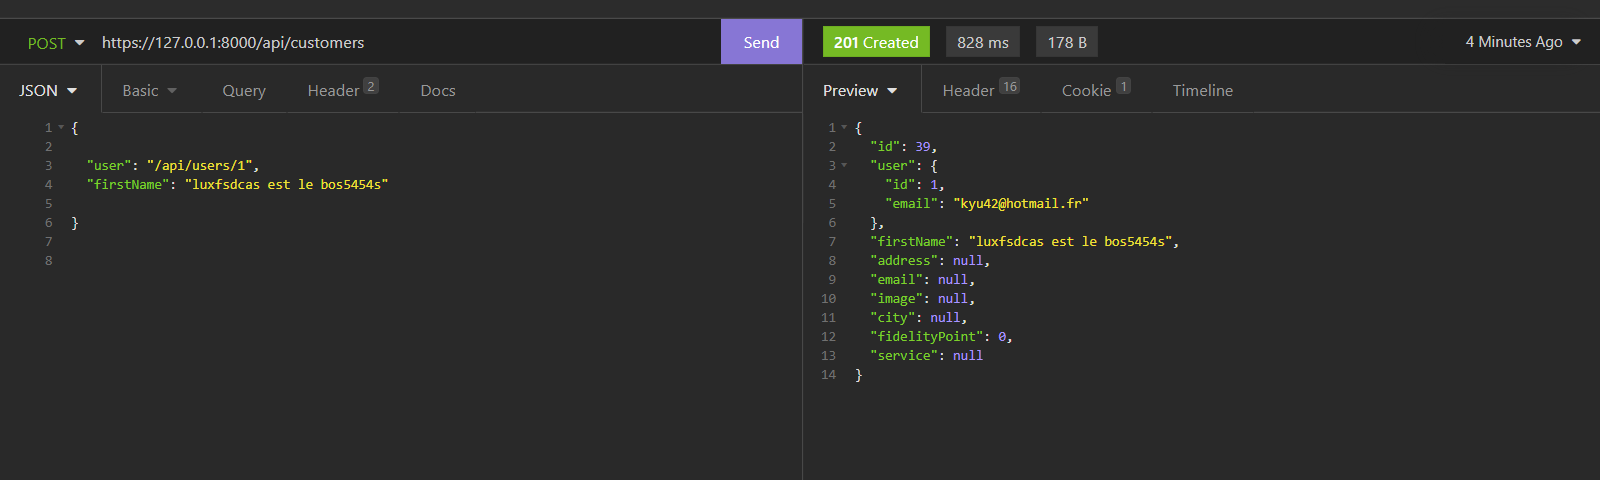 POST https://127.0.0.1:8000/api/customers Send
201 Created 828 ms 178 B 4 Minutes Ago
JSON Basic Query Header 2 Docs
Preview Header 16 Cookie 1 Timeline
1 {
2
3 "user": "/api/users/1",
4 "firstName": "luxfsdcas est le bos5454s"
5
6 }
7
8
1 {
2 "id": 39,
3 "user": {
4 "id": 1,
5 "email": "kyu42@hotmail.fr"
6 },
7 "firstName": "luxfsdcas est le bos5454s",
8 "address": null,
9 "email": null,
10 "image": null,
11 "city": null,
12 "fidelityPoint": 0,
13 "service": null
14 }